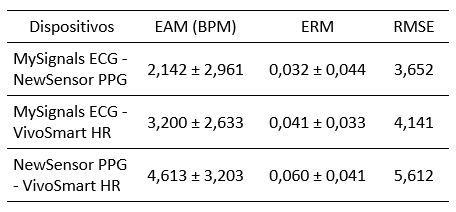 Dispositivos EAM (BPM) ERM RMSE
MySignals ECG -
NewSensor PPG 2,142 ± 2,961 0,032 ± 0,044 3,652
MySignals ECG -
VivoSmart HR 3,200 ± 2,633 0,041 ± 0,033 4,141
NewSensor PPG
- VivoSmart HR 4,613 ± 3,203 0,060 ± 0,041 5,612